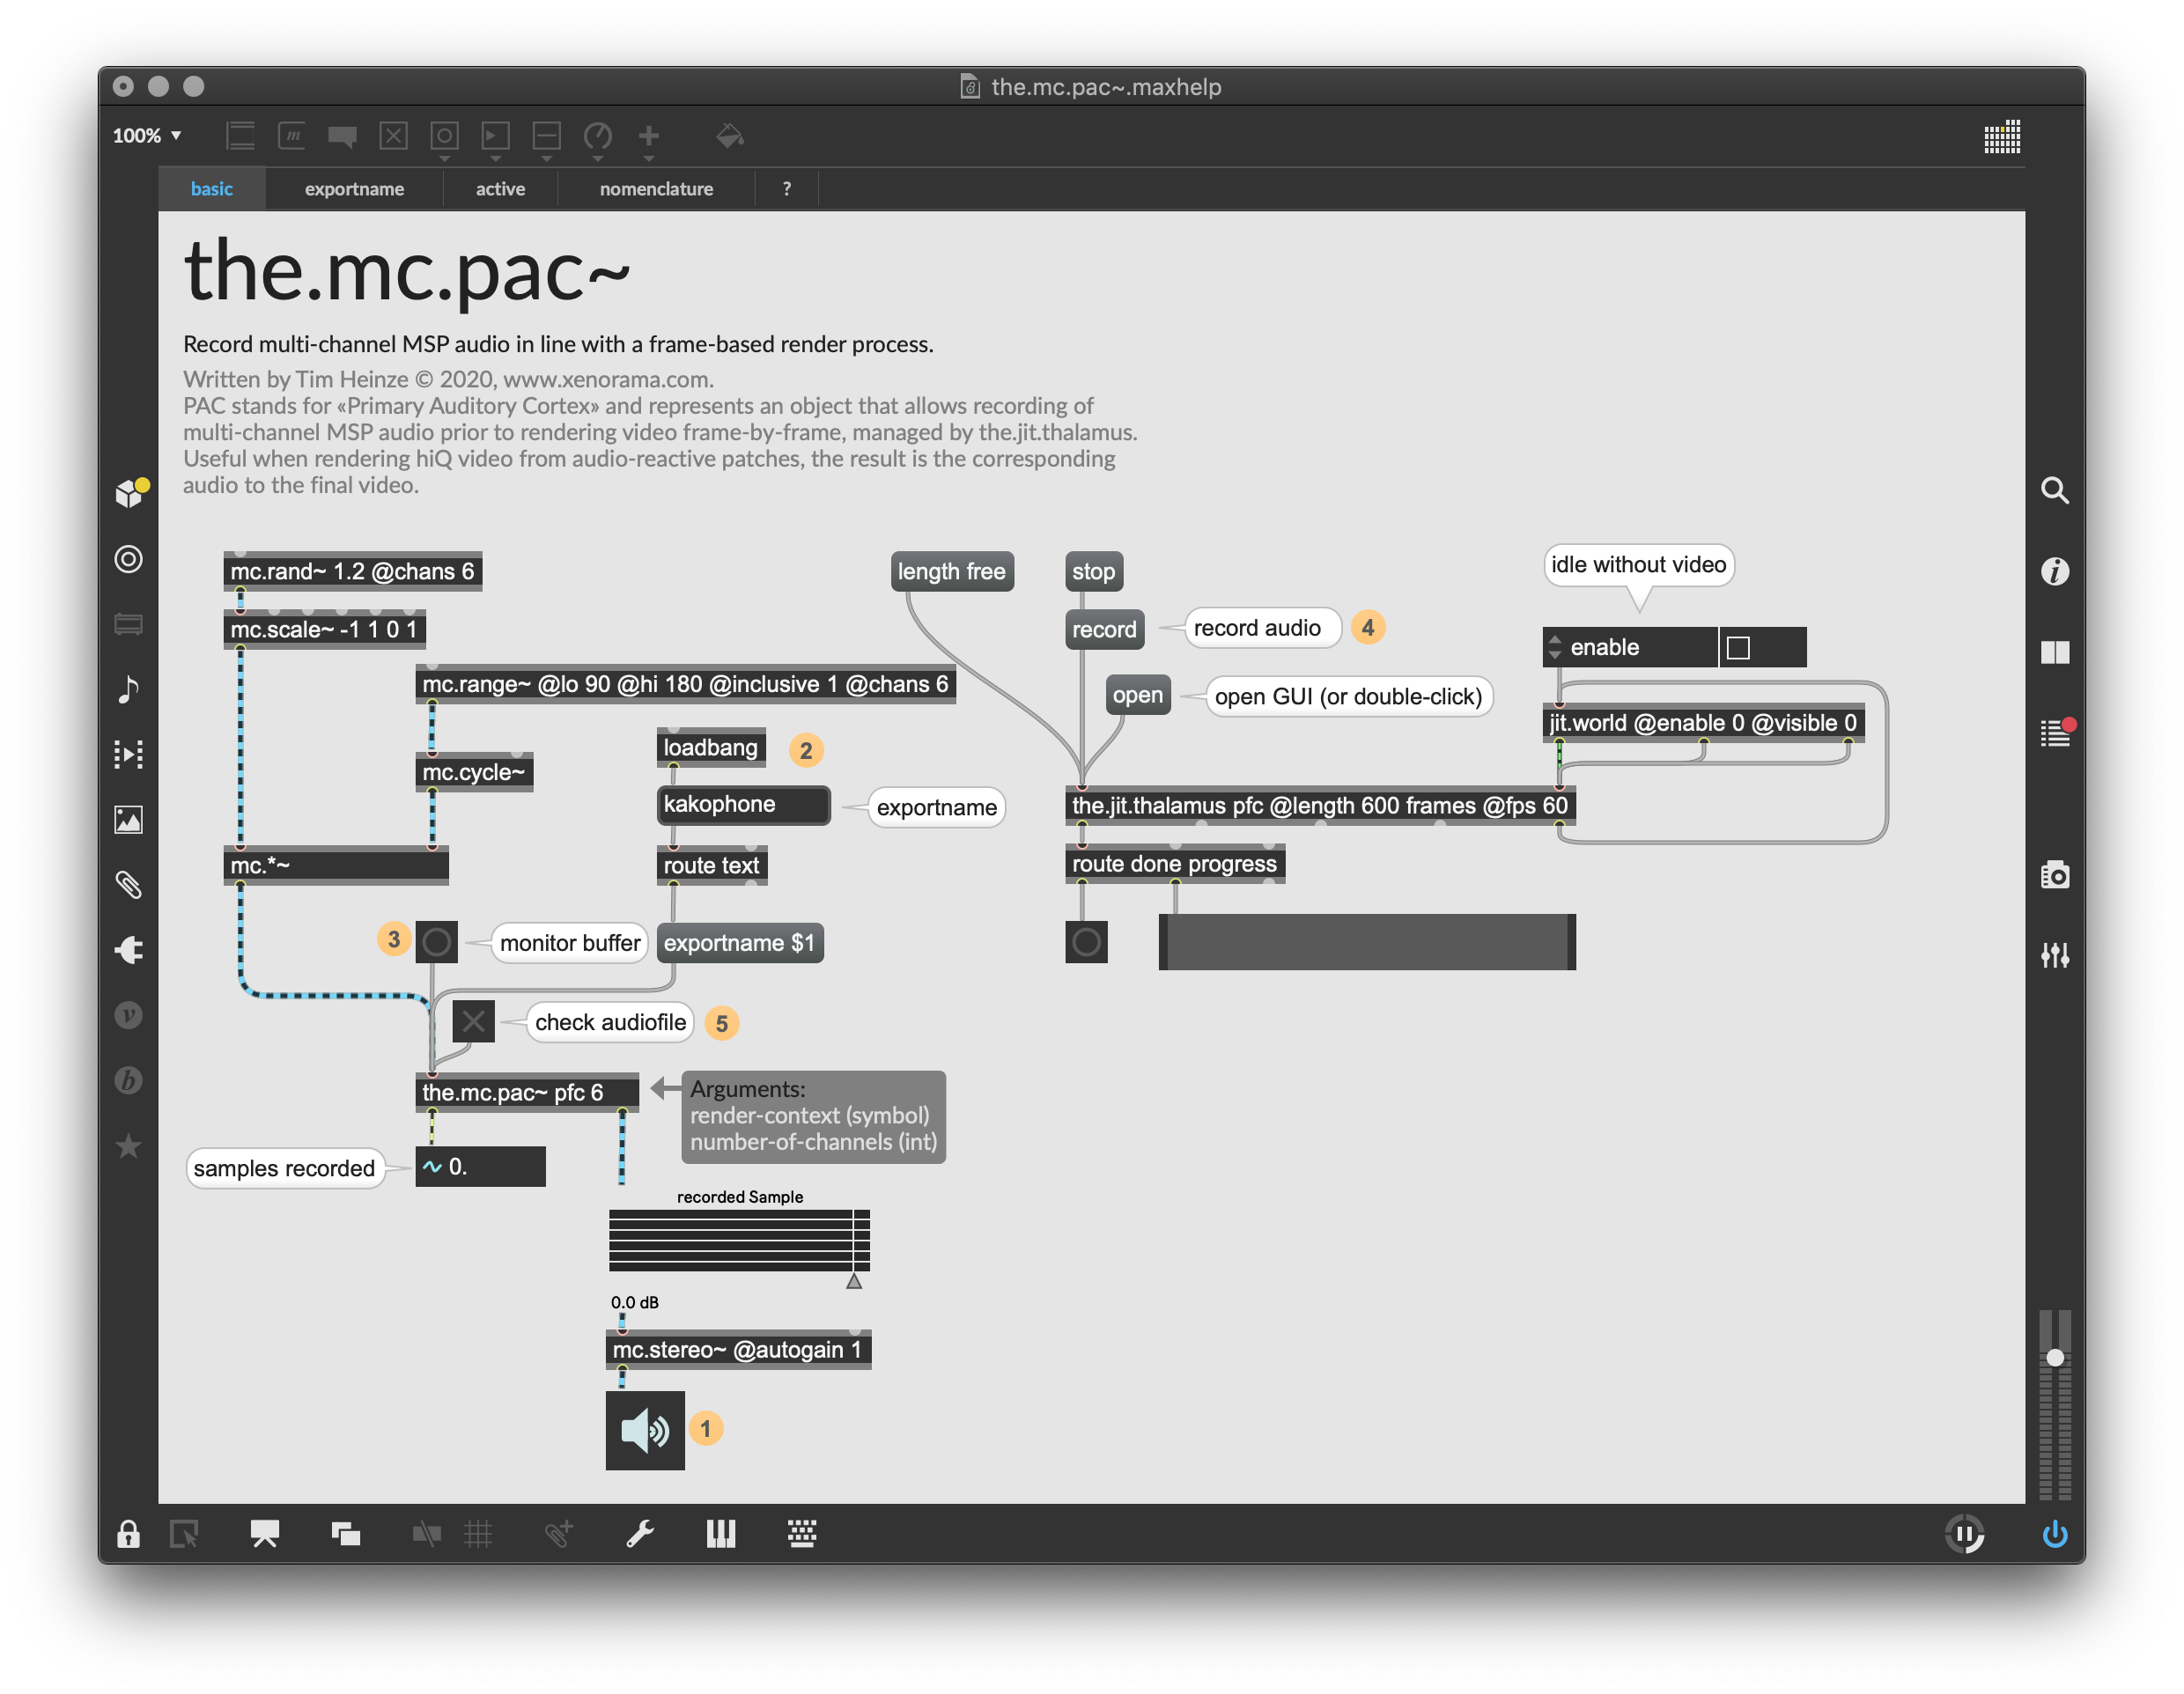 the.mc.pac~.maxhelp
100%
basic
exportname
active
nomenclature
?
the.mc.pac~
Record multi-channel MSP audio in line with a frame-based render process.
Written by Tim Heinze © 2020, www.xenorama.com.
PAC stands for «Primary Auditory Cortex» and represents an object that allows recording of
multi-channel MSP audio prior to rendering video frame-by-frame, managed by the.jit.thalamus.
Useful when rendering hiQ video from audio-reactive patches, the result is the corresponding
audio to the final video.
mc.rand~ 1.2 @chans 6
mc.scale~ -1 1 0 1
mc.range~ @lo 90 @hi 180 @inclusive 1 @chans 6
mc.cycle~
mc.*~
loadbang
2
kakophone
exportname
route text
exportname $1
3
monitor buffer
check audiofile
5
the.mc.pac~ pfc 6
Arguments:
render-context (symbol)
number-of-channels (int)
samples recorded
0.
recorded Sample
0.0 dB
mc.stereo~ @autogain 1
1
length free
stop
record
record audio
4
open
open GUI (or double-click)
idle without video
enable
jit.world @enable 0 @visible 0
the.jit.thalamus pfc @length 600 frames @fps 60
route done progress